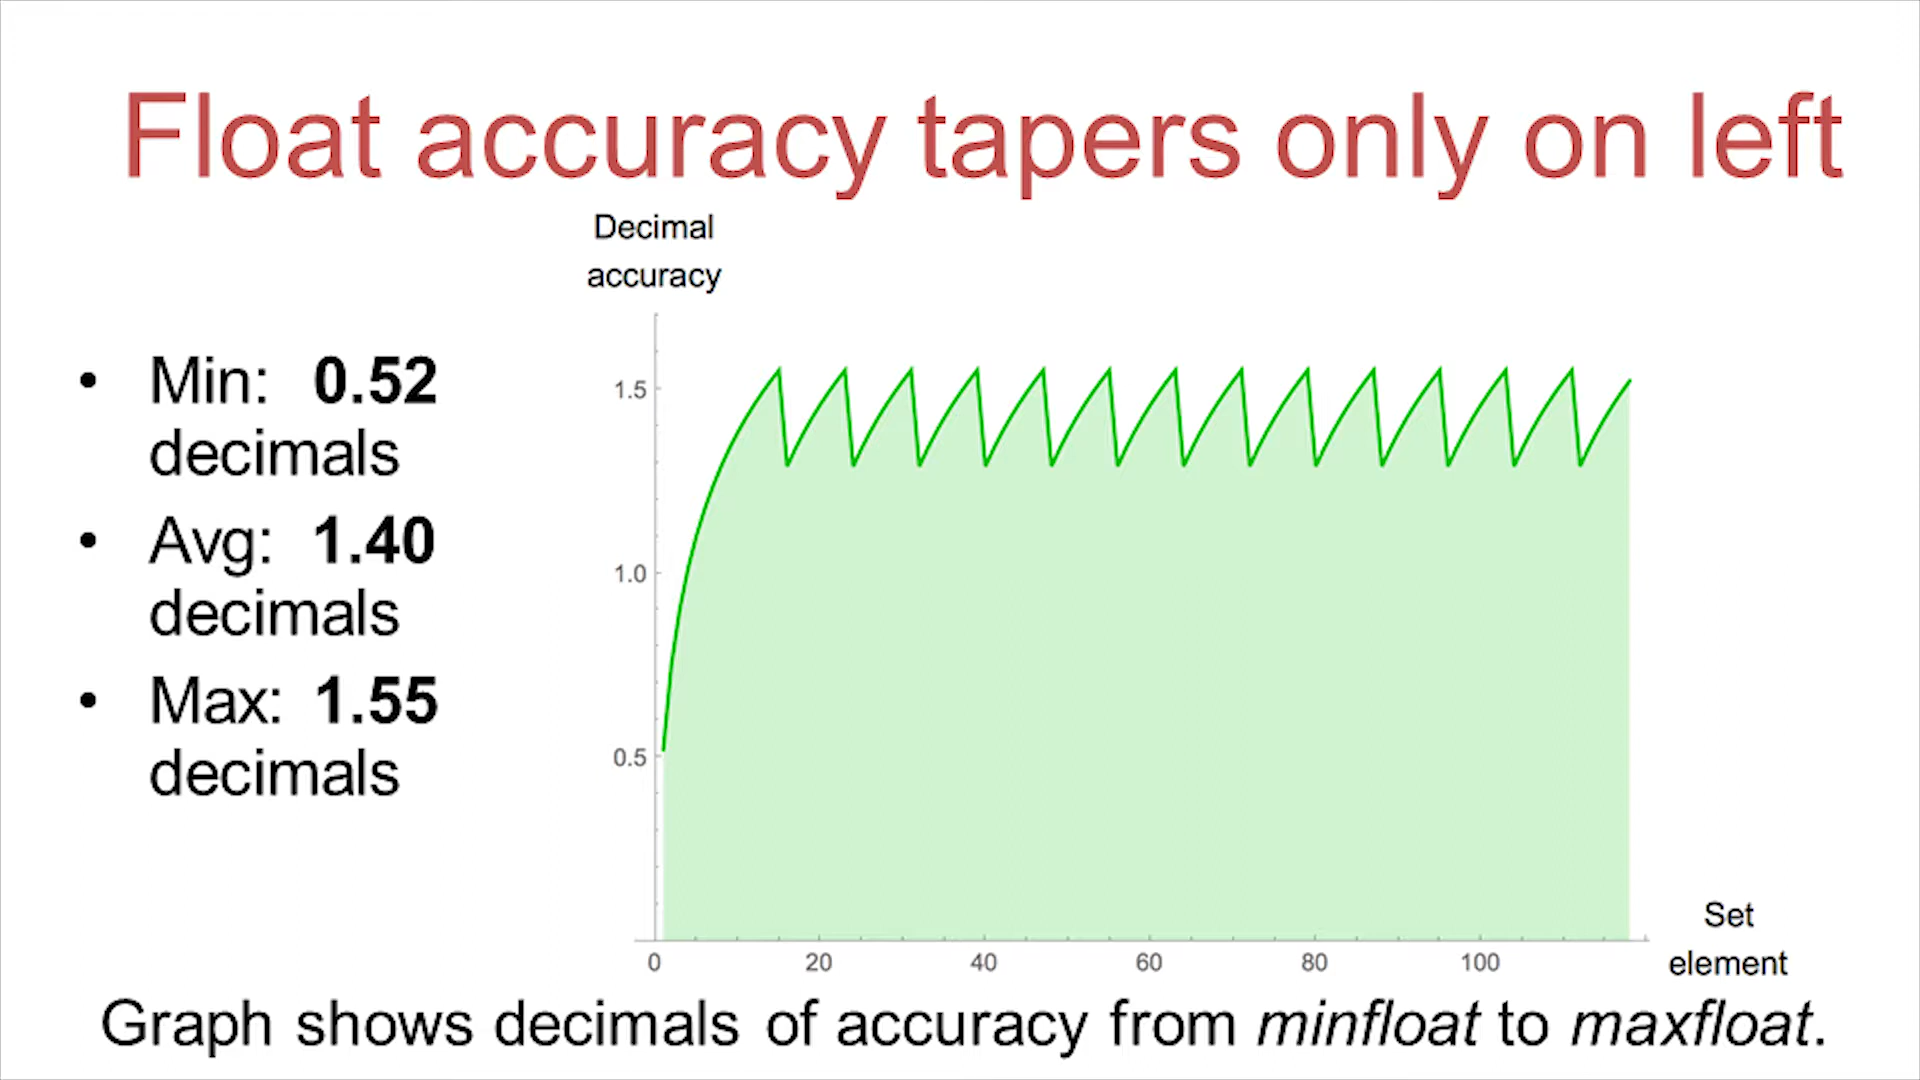 Float accuracy tapers only on left
Decimal
accuracy
• Min: 0.52
decimals
• Avg: 1.40
decimals
• Max: 1.55
decimals
1.5
1.0
0.5
0 20 40 60 80 100
Set
element
Graph shows decimals of accuracy from minfloat to maxfloat.